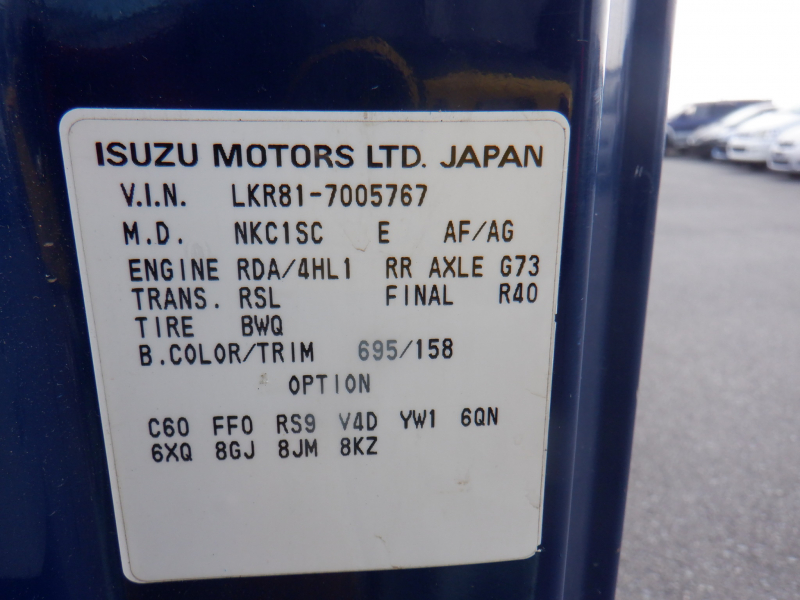 ISUZU MOTORS LTD. JAPAN
V.I.N. LKR81-7005767
M.D. NKC1SC E AF/AG
ENGINE RDA/4HL1 RR AXLE G73
TRANS. RSL FINAL R40
TIRE BWQ
B.COLOR/TRIM 695/158
OPTION
C60 FF0 RS9 V4D YW1 6QN
6XQ 8GJ 8JM 8KZ